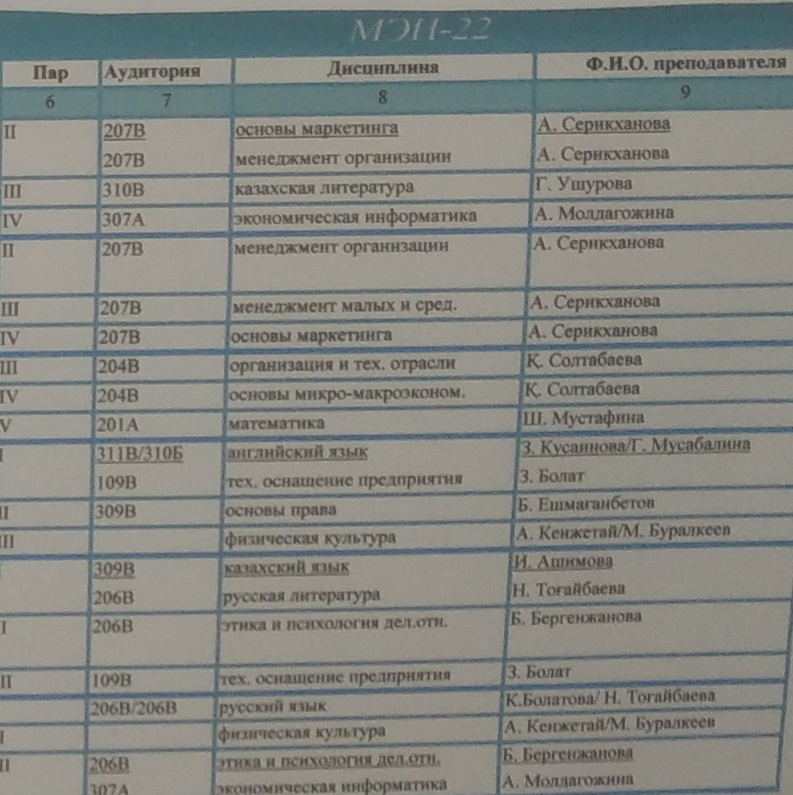 МЭН-22
Пар Аудитория Дисциплина Ф.И.О. преподавателя
6 7 8 9
II 207В основы маркетинга А. Серикханова
207В менеджмент организации А. Серикханова
III 310В казахская литература Г. Ушурова
IV 307А экономическая информатика А. Молдагожина
II 207В менеджмент организации А. Серикханова
III 207В менеджмент малых и сред. А. Серикханова
IV 207В основы маркетинга А. Серикханова
III 204В организация и тех. отрасли Қ. Солтабаева
IV 204В основы микро-макроэконом. Қ. Солтабаева
V 201А математика Ш. Мустафина
I 311В/310Б английский язык З. Кусаинова/Г. Мусабалина
109В тех. оснащение предприятия З. Болат
II 309В основы права Б. Ешмаганбетов
III физическая культура А. Кенжетай/М. Буралкеев
309В казахский язык И. Ашимова
206В русская литература Н. Тогайбаева
I 206В этика и психология дел.отн. Б. Бергенжанова
II 109В тех. оснащение предприятия З. Болат
206В/206В русский язык К.Болатова/ Н. Тогайбаева
I физическая культура А. Кенжетай/М. Буралкеев
II 206В этика и психология дел.отн. Б. Бергенжанова
307А экономическая информатика А. Молдагожина